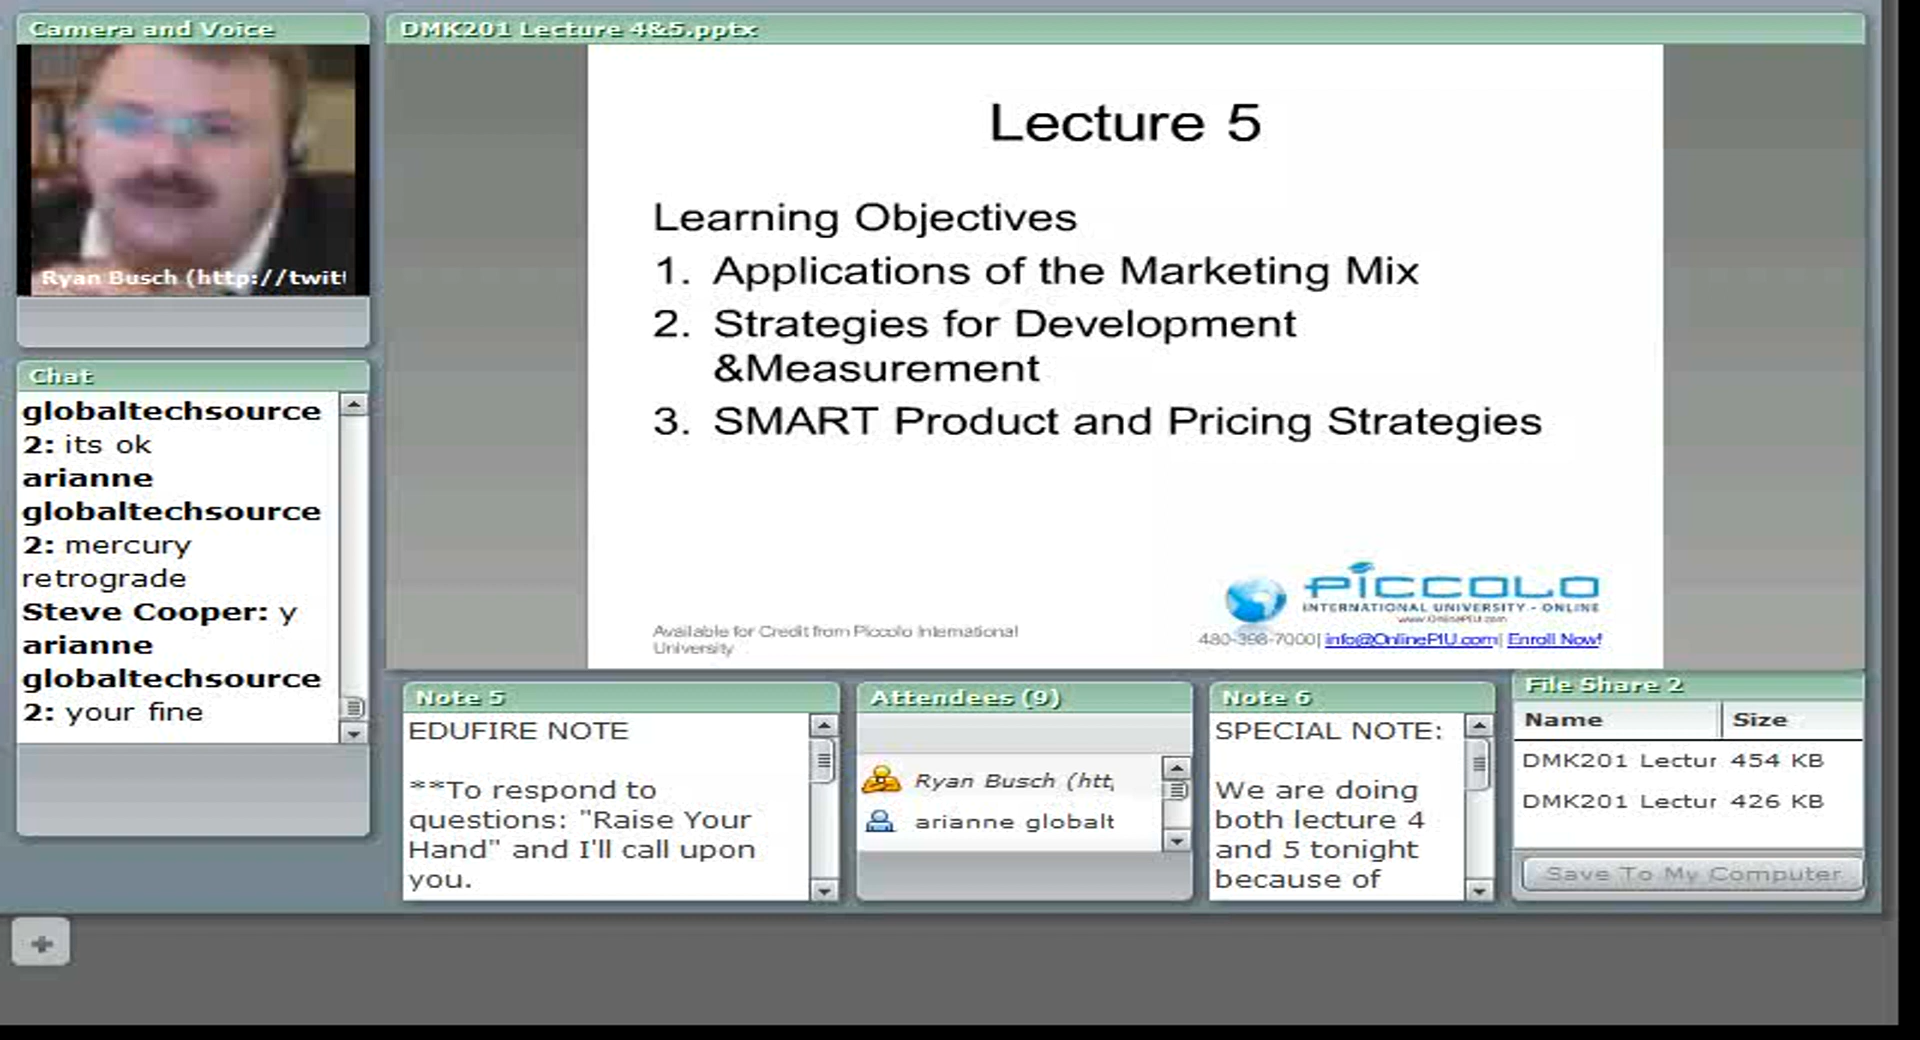 Camera and Voice
Ryan Busch (http://twit
Chat
globaltechsource
2: its ok
arianne
globaltechsource
2: mercury
retrograde
Steve Cooper: y
arianne
globaltechsource
2: your fine
DMK201 Lecture 4&5.pptx
Lecture 5
Learning Objectives
1. Applications of the Marketing Mix
2. Strategies for Development
&Measurement
3. SMART Product and Pricing Strategies
Available for Credit from Piccolo International
University
PICCOLO
INTERNATIONAL UNIVERSITY - ONLINE
www.OnlinePIU.com
480-398-7000| info@OnlinePIU.com| Enroll Now!
Note 5
EDUFIRE NOTE
**To respond to
questions: "Raise Your
Hand" and I'll call upon
you.
Attendees (9)
Ryan Busch (htt
arianne globalt
Note 6
SPECIAL NOTE:
We are doing
both lecture 4
and 5 tonight
because of
File Share 2
Name Size
DMK201 Lectur 454 KB
DMK201 Lectur 426 KB
Save To My Computer